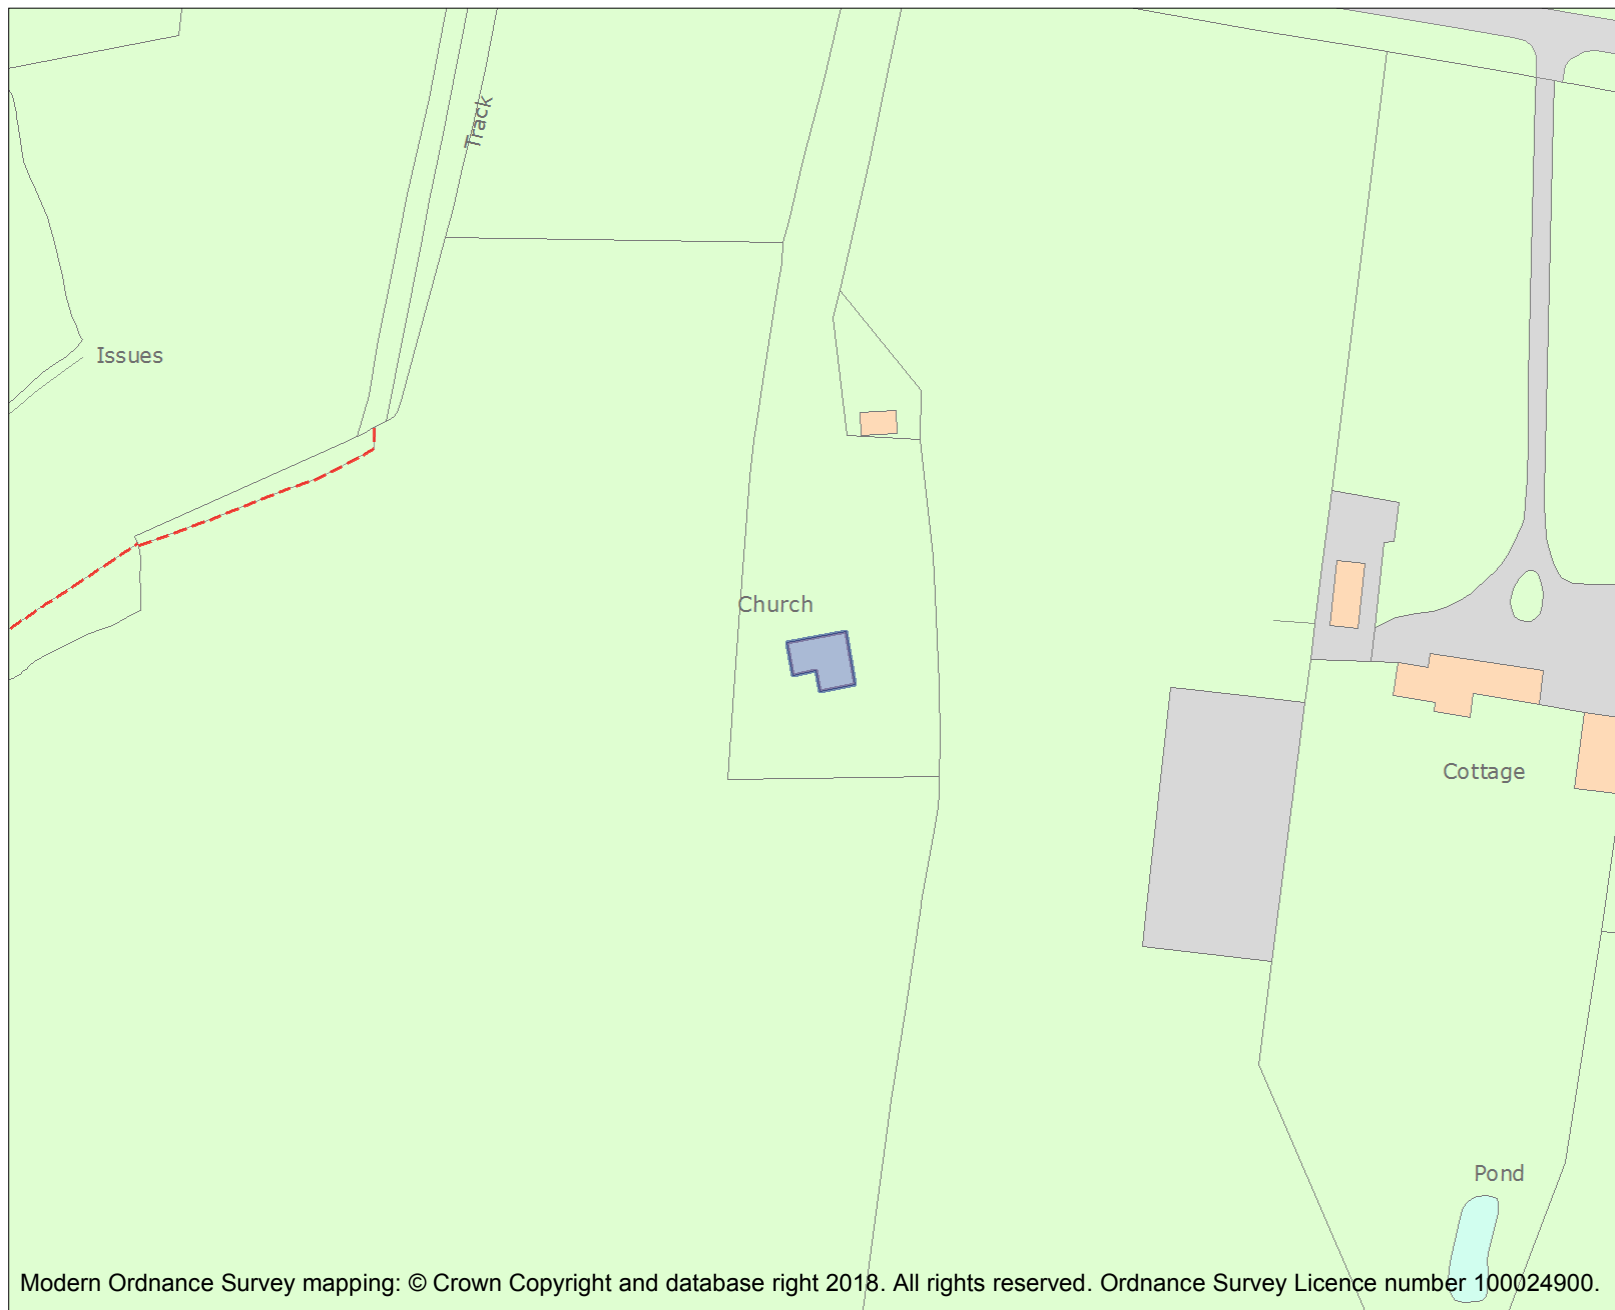 Track
Issues
Church
Cottage
Pond
Modern Ordnance Survey mapping: © Crown Copyright and database right 2018. All rights reserved. Ordnance Survey Licence number 100024900.